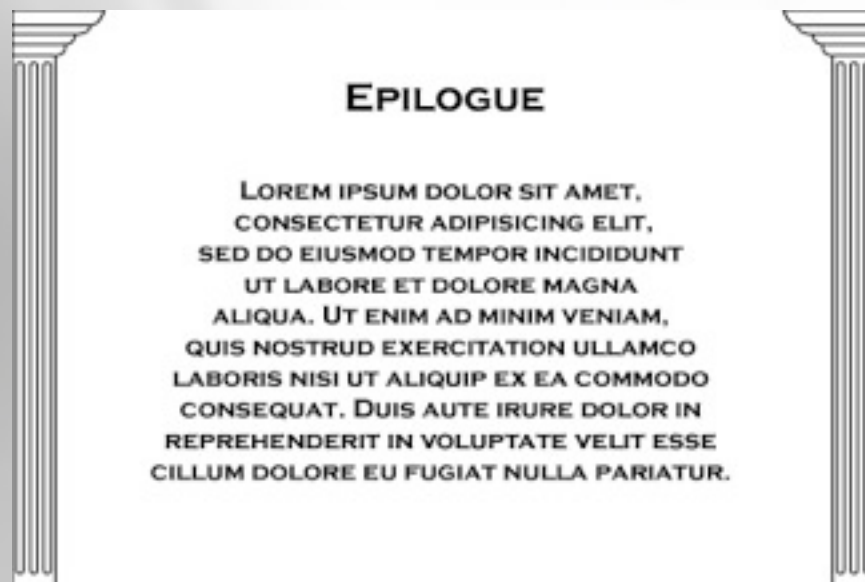 EPILOGUE
LOREM IPSUM DOLOR SIT AMET,
CONSECTETUR ADIPISICING ELIT,
SED DO EIUSMOD TEMPOR INCIDIDUNT
UT LABORE ET DOLORE MAGNA
ALIQUA. UT ENIM AD MINIM VENIAM,
QUIS NOSTRUD EXERCITATION ULLAMCO
LABORIS NISI UT ALIQUIP EX EA COMMODO
CONSEQUAT. DUIS AUTE IRURE DOLOR IN
REPREHENDERIT IN VOLUPTATE VELIT ESSE
CILLUM DOLORE EU FUGIAT NULLA PARIATUR.